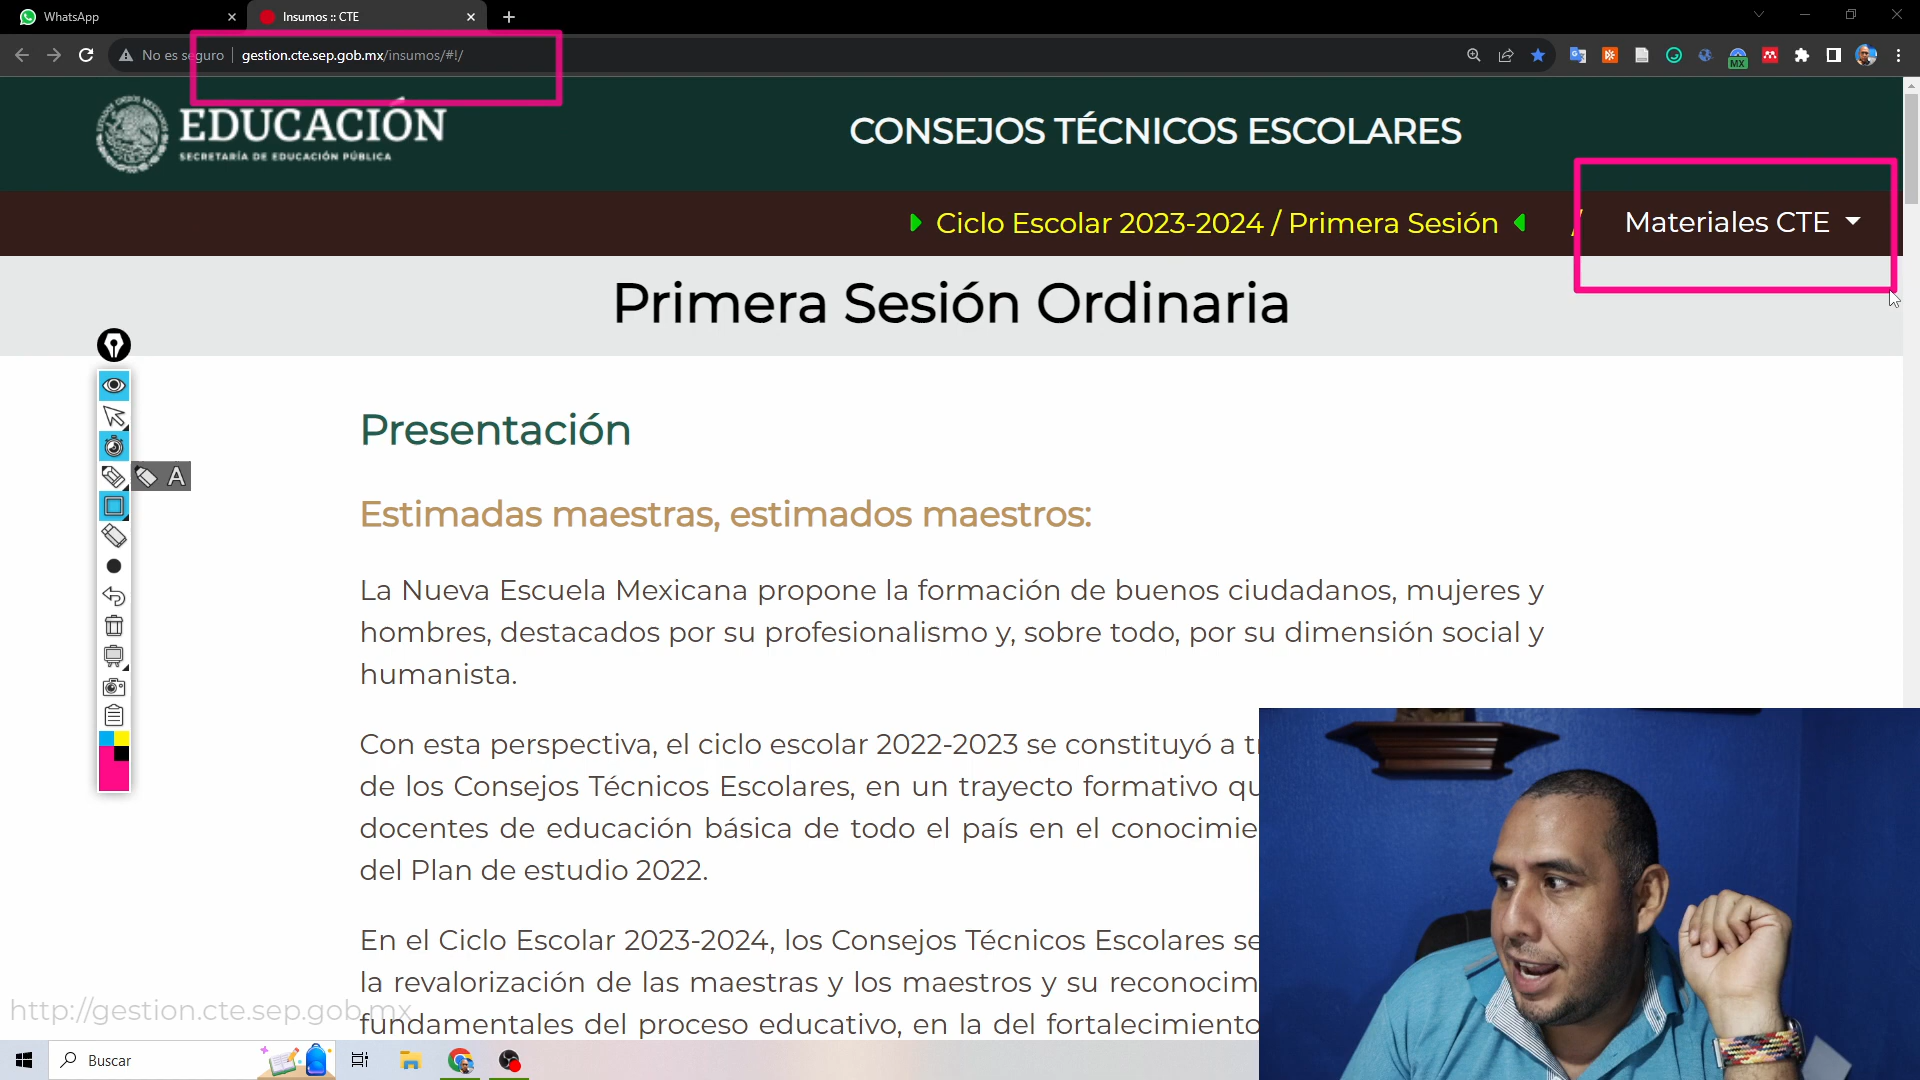 WhatsApp
Insumos :: CTE
No es seguro
gestion.cte.sep.gob.mx/insumos/#!/
MX
EDUCACIÓN
SECRETARÍA DE EDUCACIÓN PÚBLICA
CONSEJOS TÉCNICOS ESCOLARES
Ciclo Escolar 2023-2024 / Primera Sesión
/
Materiales CTE
Primera Sesión Ordinaria
A
Presentación
Estimadas maestras, estimados maestros:
La Nueva Escuela Mexicana propone la formación de buenos ciudadanos, mujeres y
hombres, destacados por su profesionalismo y, sobre todo, por su dimensión social y
humanista.
Con esta perspectiva, el ciclo escolar 2022-2023 se constituyó a
de los Consejos Técnicos Escolares, en un trayecto formativo
docentes de educación básica de todo el país en el
del Plan de estudio 2022.
En el Ciclo Escolar 2023-2024, los Consejos Técnicos Escolares
la revalorización de las maestras y los maestros y su
http://gestion.cte.sep.gob.mx
fundamentales del proceso educativo, en la del fortalecimiento
Buscar